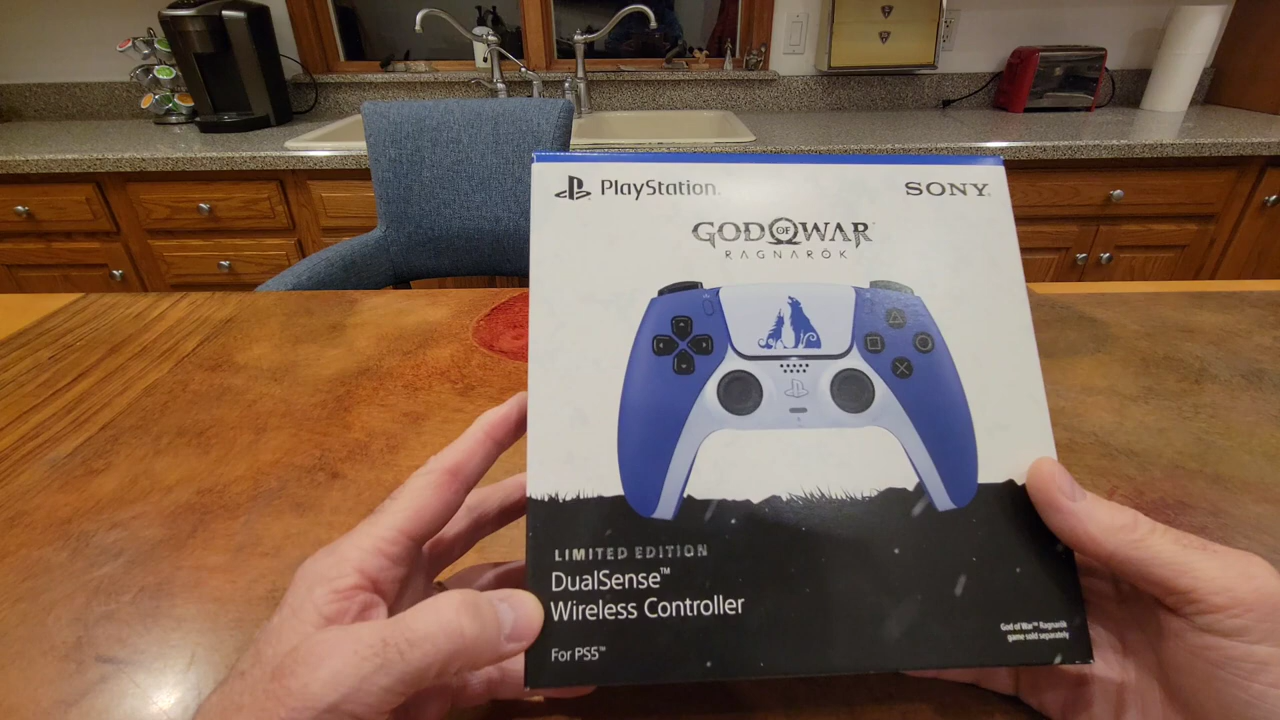 PlayStation.
SONY.
GOD OF WAR™
RAGNARÖK
LIMITED EDITION
DualSense™
Wireless Controller
For PS5™
God of War™ Ragnarök
game sold separately